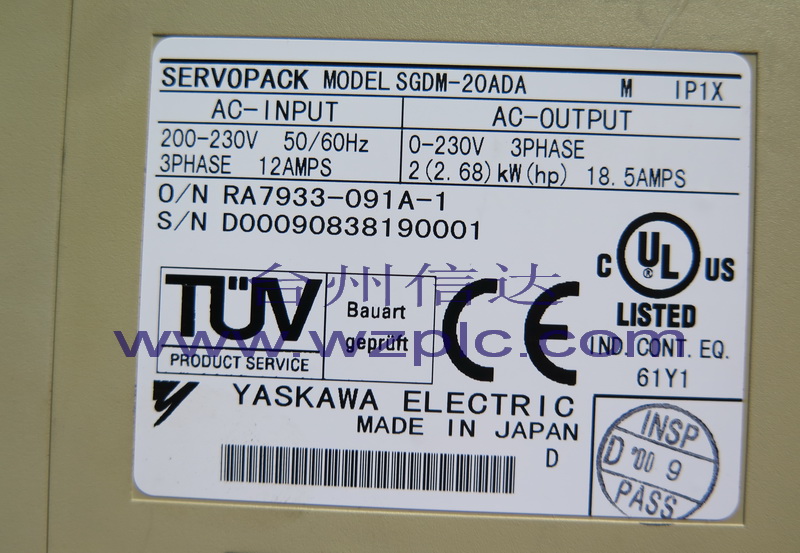 SERVOPACK MODEL SGDM-20ADA M IP1X
AC-INPUT AC-OUTPUT
200-230V 50/60Hz 0-230V 3PHASE
3PHASE 12AMPS 2(2.68)kW(hp) 18.5AMPS
O/N RA7933-091A-1
S/N D00090838190001
C UL ® US
LISTED
IND. CONT. EQ.
61Y1
TÜV
PRODUCT SERVICE
Bauart
geprüft
CE
台州信达
www.wzplc.com
YASKAWA ELECTRIC
MADE IN JAPAN
D
INSP
D '00 9
PASS